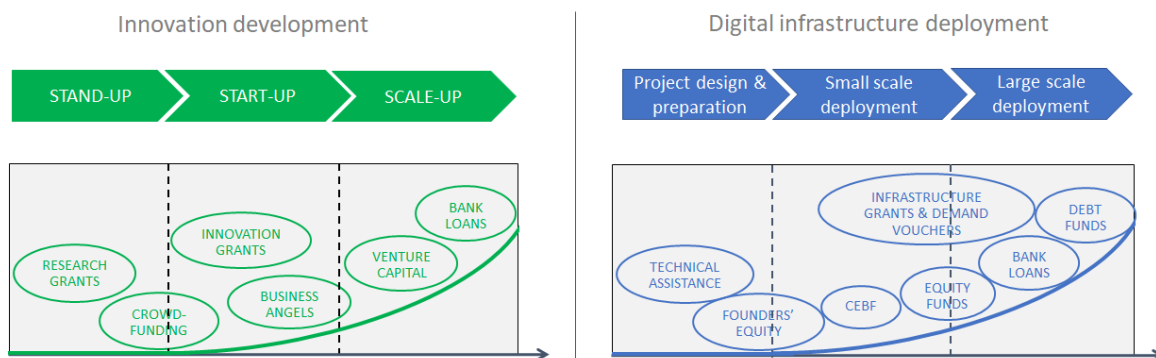 Innovation development
STAND-UP
START-UP
SCALE-UP
RESEARCH
GRANTS
CROWD-
FUNDING
INNOVATION
GRANTS
BUSINESS
ANGELS
VENTURE
CAPITAL
BANK
LOANS
Digital infrastructure deployment
Project design &
preparation
Small scale
deployment
Large scale
deployment
TECHNICAL
ASSISTANCE
FOUNDERS'
EQUITY
CEBF
INFRASTRUCTURE
GRANTS & DEMAND
VOUCHERS
EQUITY
FUNDS
BANK
LOANS
DEBT
FUNDS